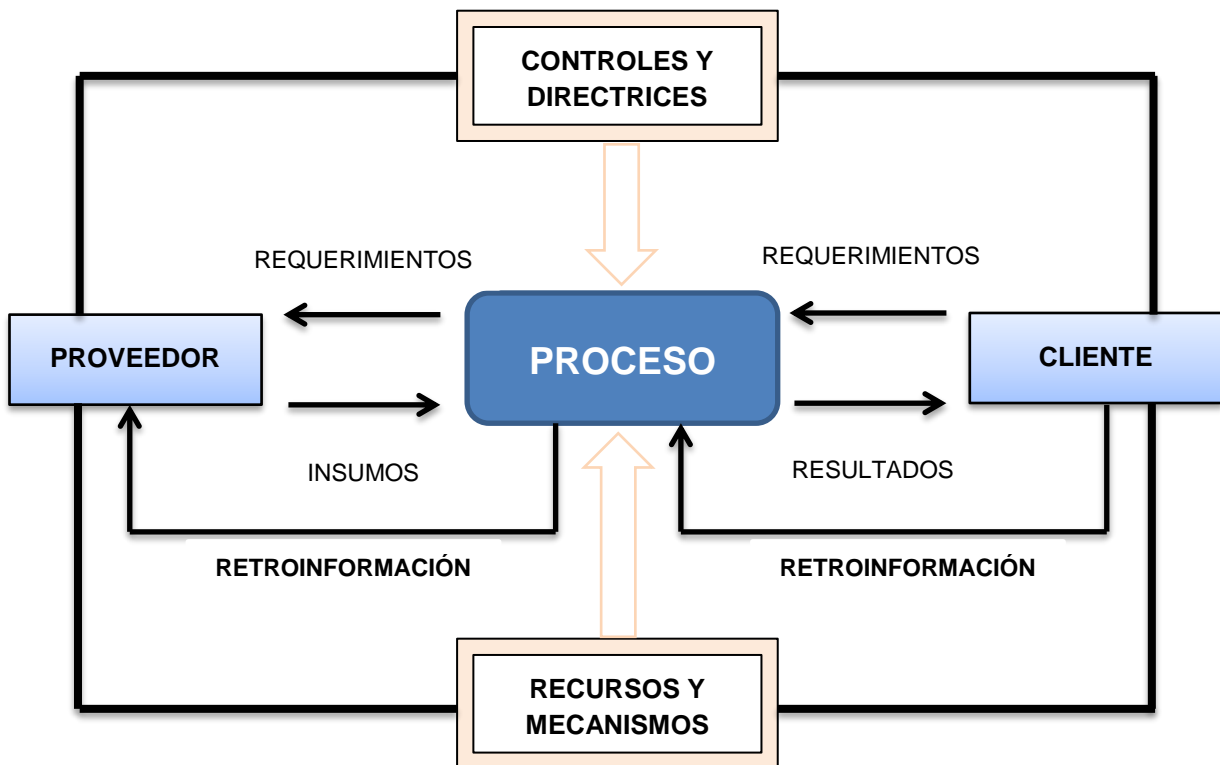 CONTROLES Y
DIRECTRICES
REQUERIMIENTOS
REQUERIMIENTOS
PROVEEDOR
PROCESO
CLIENTE
INSUMOS
RESULTADOS
RETROINFORMACIÓN
RETROINFORMACIÓN
RECURSOS Y
MECANISMOS